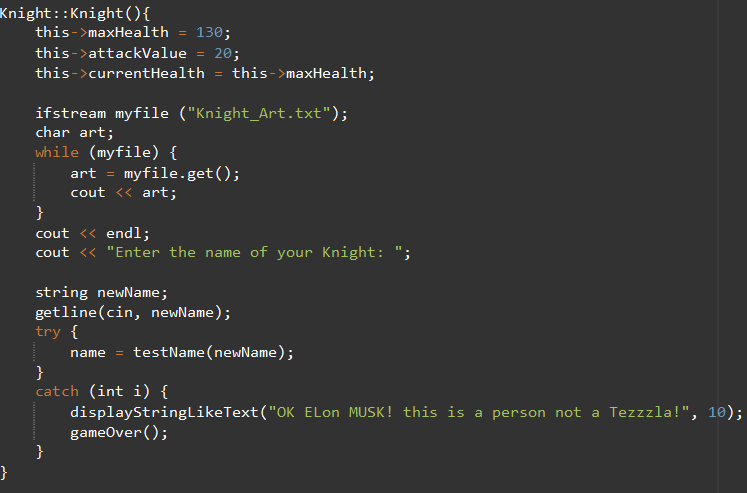 Knight::Knight(){
    this->maxHealth = 130;
    this->attackValue = 20;
    this->currentHealth = this->maxHealth;

    ifstream myfile ("Knight_Art.txt");
    char art;
    while (myfile) {
        art = myfile.get();
        cout << art;
    }
    cout << endl;
    cout << "Enter the name of your Knight: ";

    string newName;
    getline(cin, newName);
    try {
        name = testName(newName);
    }
    catch (int i) {
        displayStringLikeText("OK ELon MUSK! this is a person not a Tezzzla!", 10);
        gameOver();
    }
}